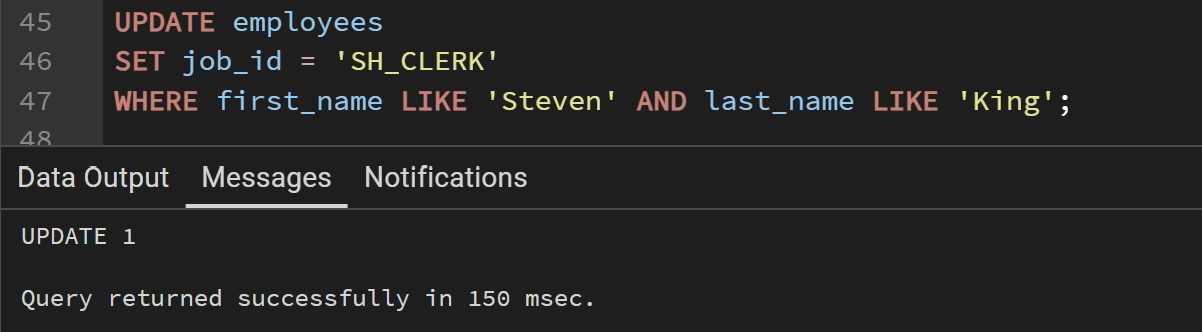 45 UPDATE employees
46 SET job_id = 'SH_CLERK'
47 WHERE first_name LIKE 'Steven' AND last_name LIKE 'King';
48
Data Output Messages Notifications
UPDATE 1
Query returned successfully in 150 msec.